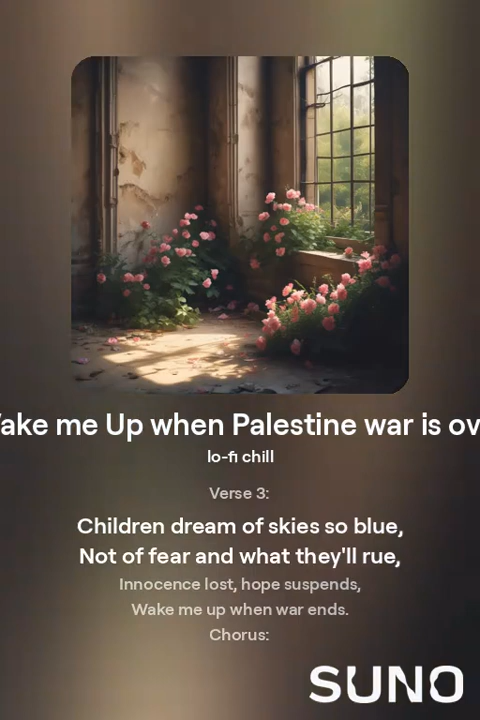 ake me Up when Palestine war is ov
lo-fi chill
Verse 3:
Children dream of skies so blue,
Not of fear and what they'll rue,
Innocence lost, hope suspends,
Wake me up when war ends.
Chorus:
SUNO